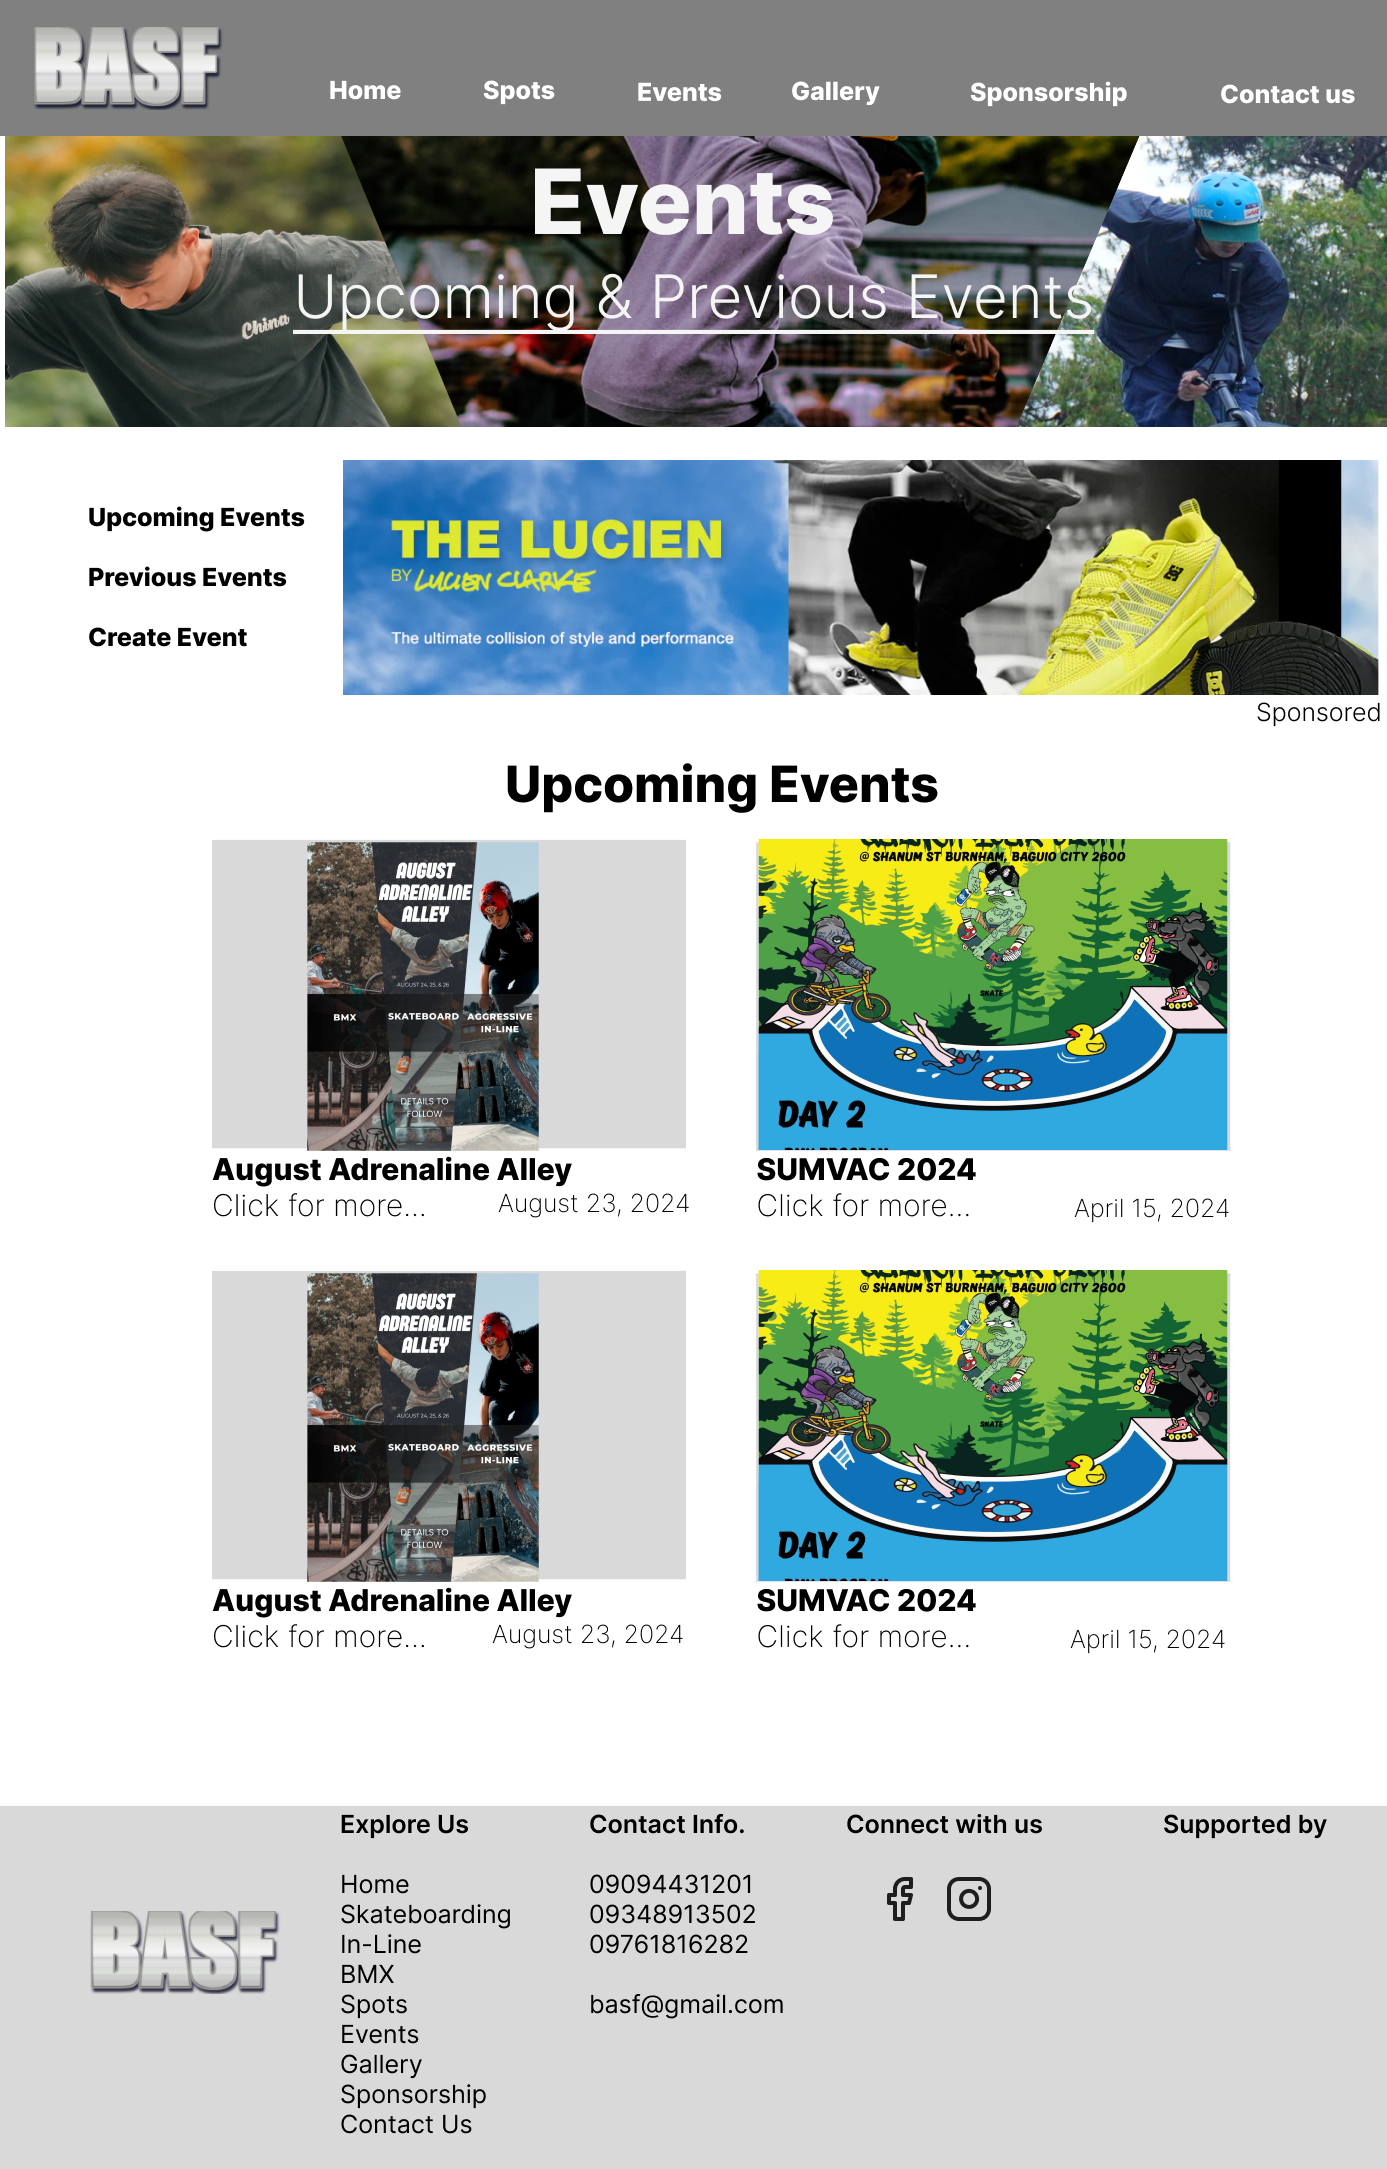 BASF
Home
Spots
Events
Gallery
Sponsorship
Contact us
Events
Upcoming & Previous Events
China
Upcoming Events
Previous Events
Create Event
THE LUCIEN
BY LUCIEN CLARKE
The ultimate collision of style and performance
Sponsored
Upcoming Events
AUGUST
ADRENALINE
ALLEY
AUGUST 24, 25, & 26
BMX
SKATEBOARD
AGGRESSIVE
IN-LINE
DETAILS TO
FOLLOW
@ SHANUM ST BURNHAM, BAGUIO CITY 2600
SKATE
DAY 2
August Adrenaline Alley
Click for more...
August 23, 2024
SUMVAC 2024
Click for more...
April 15, 2024
AUGUST
ADRENALINE
ALLEY
AUGUST 24, 25, & 26
BMX
SKATEBOARD
AGGRESSIVE
IN-LINE
DETAILS TO
FOLLOW
@ SHANUM ST BURNHAM, BAGUIO CITY 2600
SKATE
DAY 2
August Adrenaline Alley
Click for more...
August 23, 2024
SUMVAC 2024
Click for more...
April 15, 2024
BASF
Explore Us
Home
Skateboarding
In-Line
BMX
Spots
Events
Gallery
Sponsorship
Contact Us
Contact Info.
09094431201
09348913502
09761816282
basf@gmail.com
Connect with us
Supported by